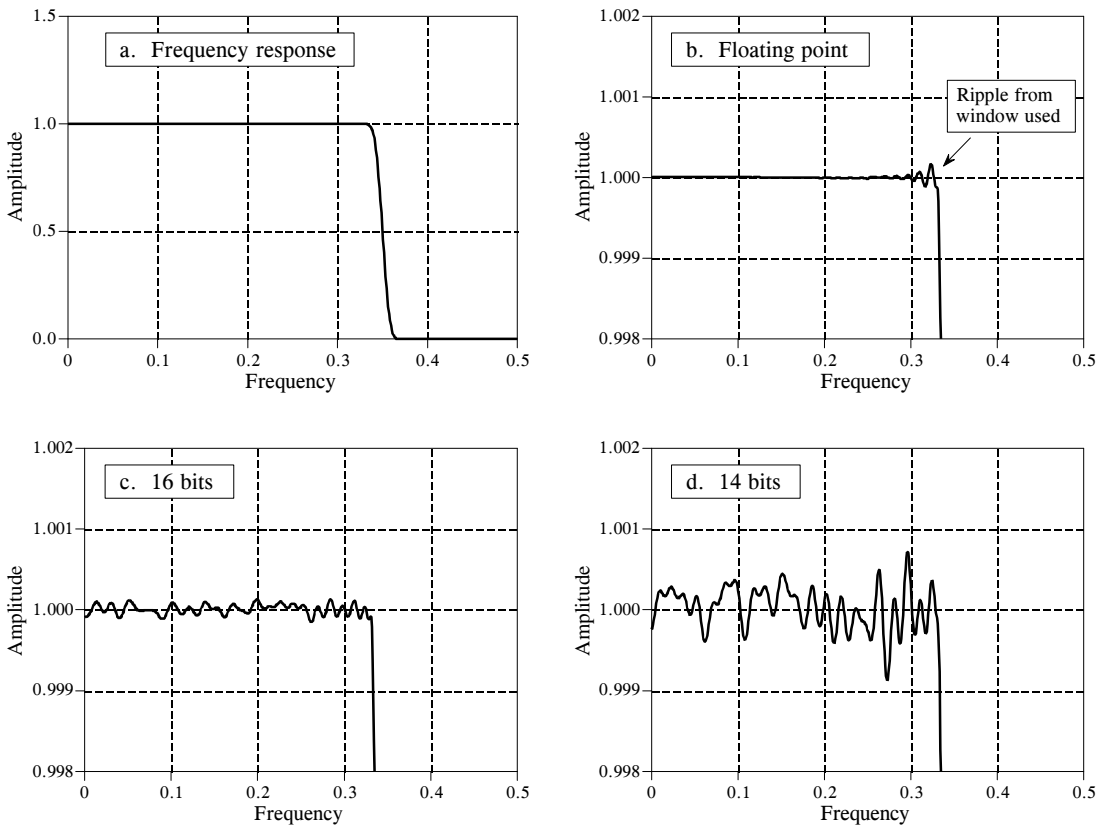 a. Frequency response
Amplitude
1.5
1.0
0.5
0.0
0 0.1 0.2 0.3 0.4 0.5
Frequency
b. Floating point
Ripple from
window used
Amplitude
1.002
1.001
1.000
0.999
0.998
0 0.1 0.2 0.3 0.4 0.5
Frequency
c. 16 bits
Amplitude
1.002
1.001
1.000
0.999
0.998
0 0.1 0.2 0.3 0.4 0.5
Frequency
d. 14 bits
Amplitude
1.002
1.001
1.000
0.999
0.998
0 0.1 0.2 0.3 0.4 0.5
Frequency